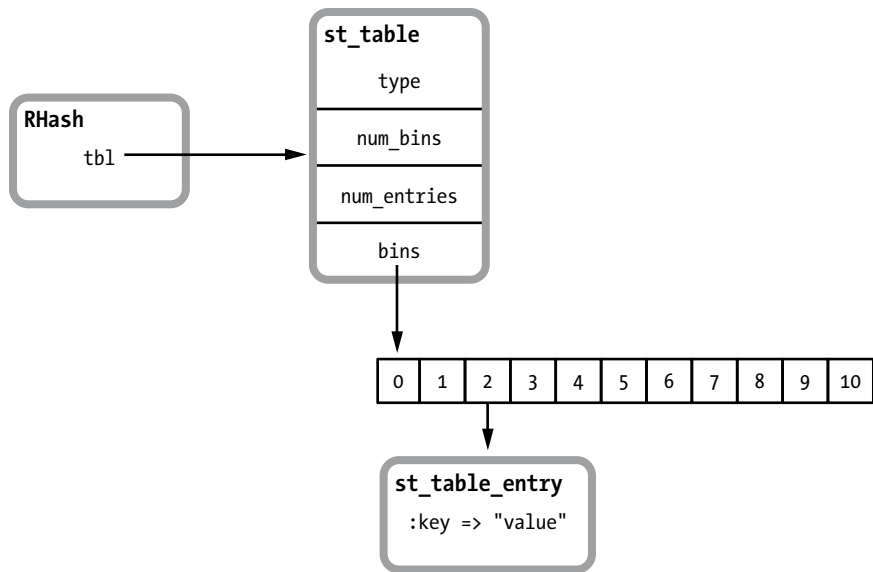 st_table
type
num_bins
num_entries
bins
RHash
tbl
0 1 2 3 4 5 6 7 8 9 10
st_table_entry
:key => "value"